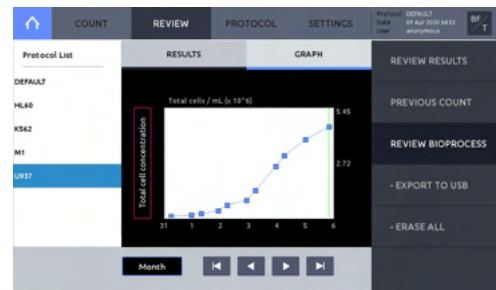 COUNT
REVIEW
PROTOCOL
SETTINGS
Protocol DEFAULT
Date 09 Apr 2020 04:02
User anonymous
BF/T
Protocol List
DEFAULT
HL60
K562
M1
U937
RESULTS
GRAPH
Total cells / mL (x 10^6)
Total cell concentration
5.45
2.72
31 1 2 3 4 5 6
Month
REVIEW RESULTS
PREVIOUS COUNT
REVIEW BIOPROCESS
- EXPORT TO USB
- ERASE ALL